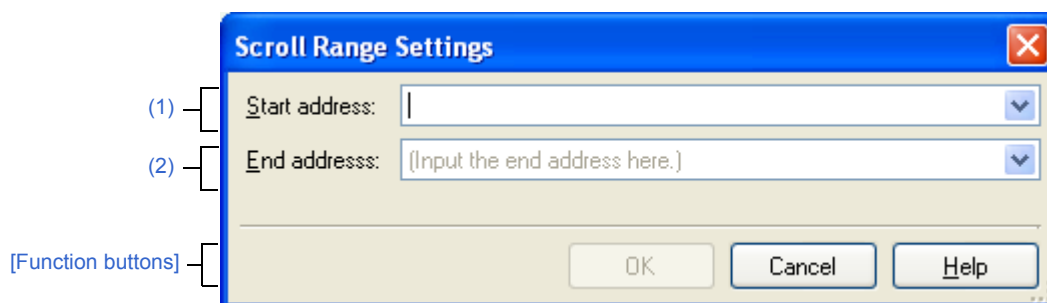 Scroll Range Settings
(1) Start address:
(2) End addresss: (Input the end address here.)
[Function buttons] OK Cancel Help